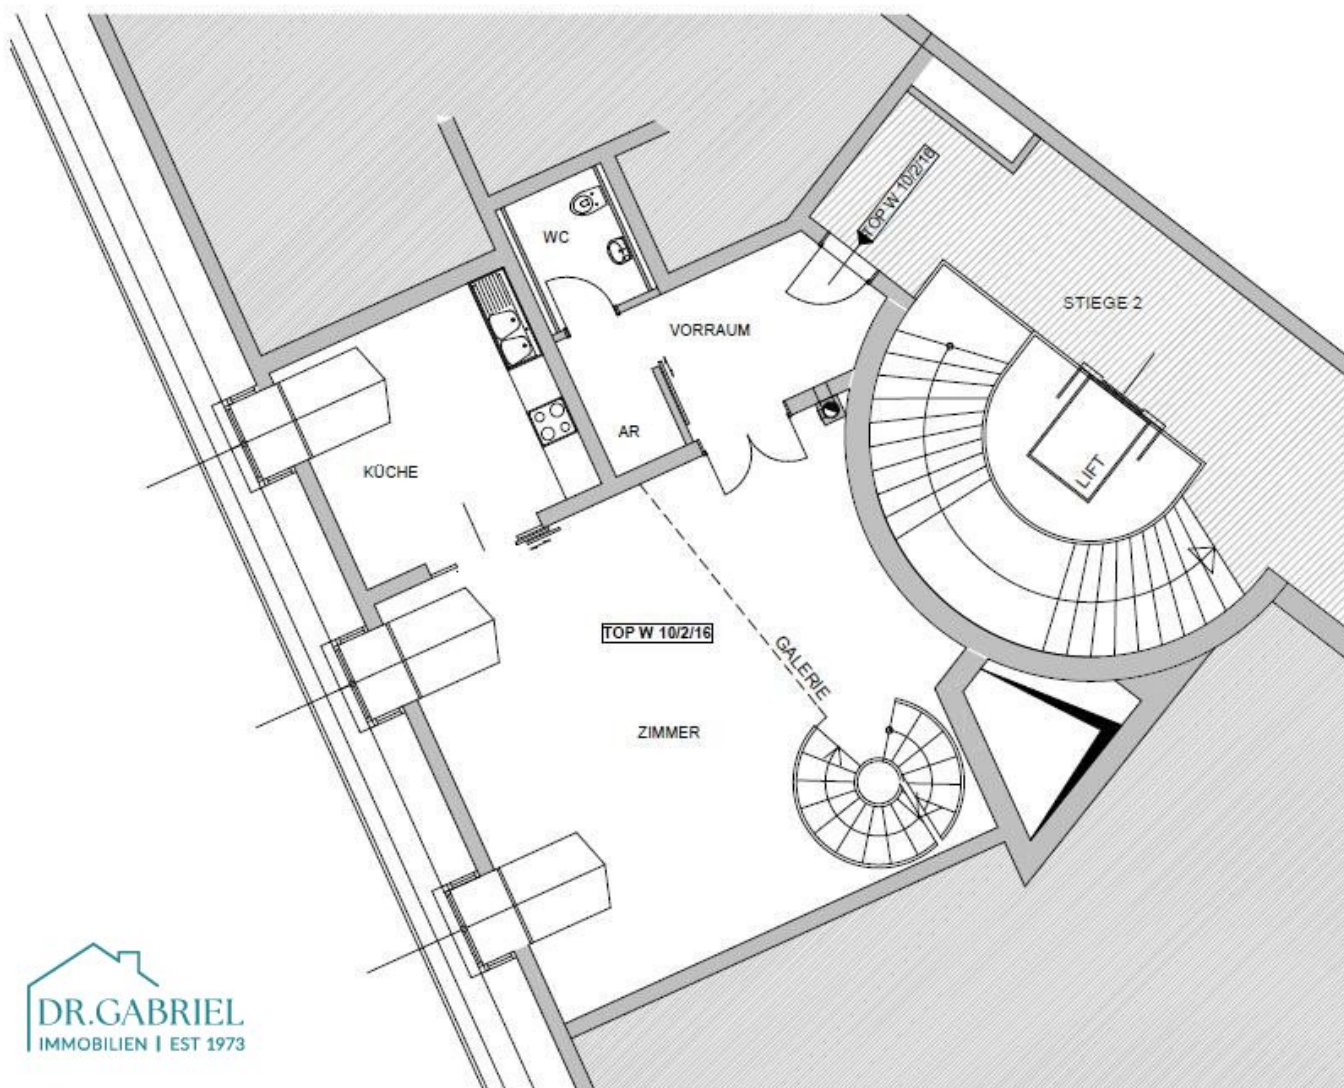 TOP W 10/2/16
WC
STIEGE 2
VORRAUM
AR
LIFT
KÜCHE
TOP W 10/2/16
GALERIE
ZIMMER
DR.GABRIEL
IMMOBILIEN | EST 1973